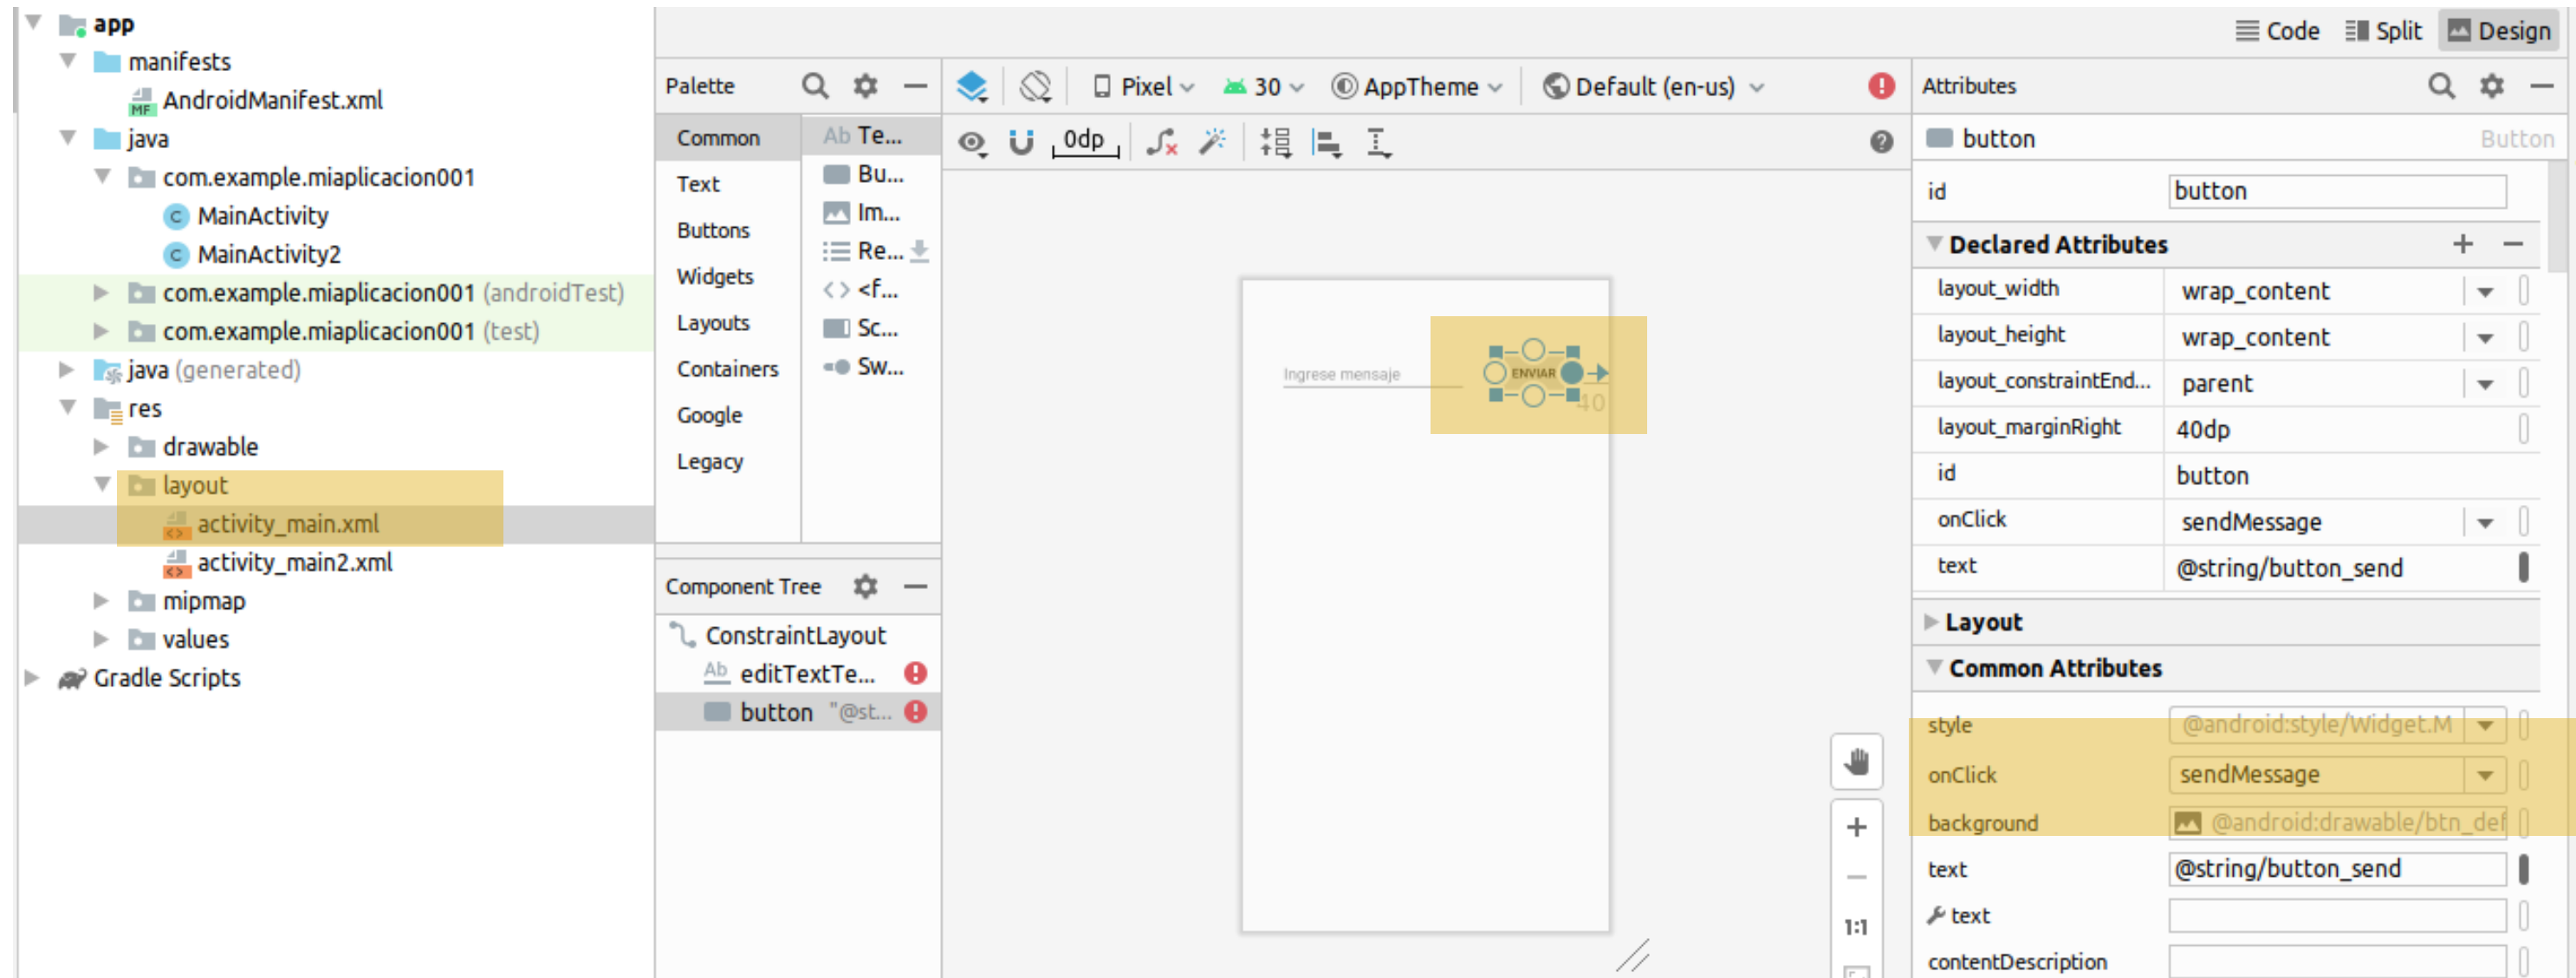 app
manifests
AndroidManifest.xml
java
com.example.miaplicacion001
MainActivity
MainActivity2
com.example.miaplicacion001 (androidTest)
com.example.miaplicacion001 (test)
java (generated)
res
drawable
layout
activity_main.xml
activity_main2.xml
mipmap
values
Gradle Scripts
Code Split Design
Palette
Common
Text
Buttons
Widgets
Layouts
Containers
Google
Legacy
Ab Te...
Bu...
Im...
Re...
<> <f...
Sc...
Sw...
Component Tree
ConstraintLayout
Ab editTextTe...
button "@st...
Pixel 30 AppTheme Default (en-us)
0dp
Ingrese mensaje
ENVIAR
40
1:1
Attributes
button Button
id button
Declared Attributes
layout_width wrap_content
layout_height wrap_content
layout_constraintEnd... parent
layout_marginRight 40dp
id button
onClick sendMessage
text @string/button_send
Layout
Common Attributes
style @android:style/Widget.M
onClick sendMessage
background @android:drawable/btn_def
text @string/button_send
text
contentDescription